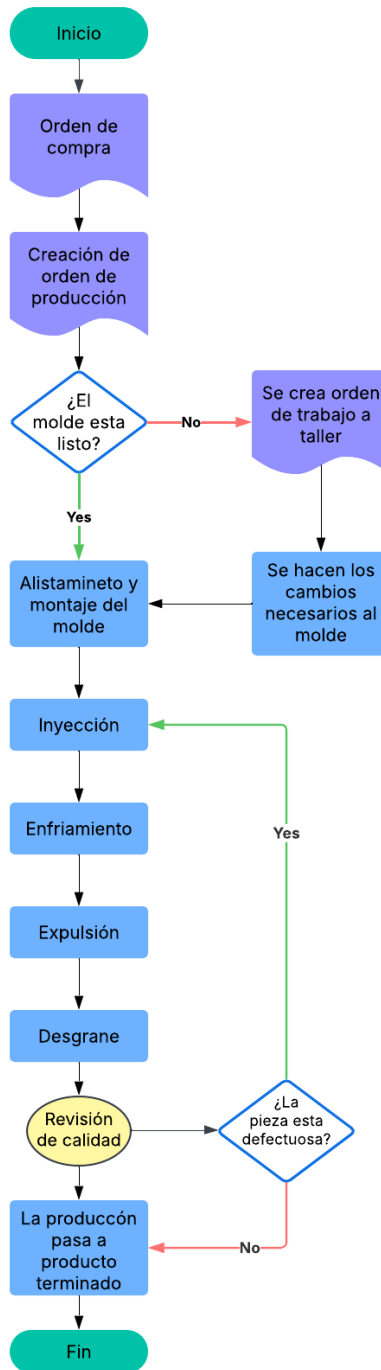 Inicio
Orden de
compra
Creación de
orden de
producción
¿El
molde esta
listo?
No
Se crea orden
de trabajo a
taller
Yes
Se hacen los
cambios
necesarios al
molde
Alistamineto y
montaje del
molde
Inyección
Yes
Enfriamiento
Expulsión
Desgrane
Revisión
de calidad
¿La
pieza esta
defectuosa?
La produccón
pasa a
producto
terminado
No
Fin